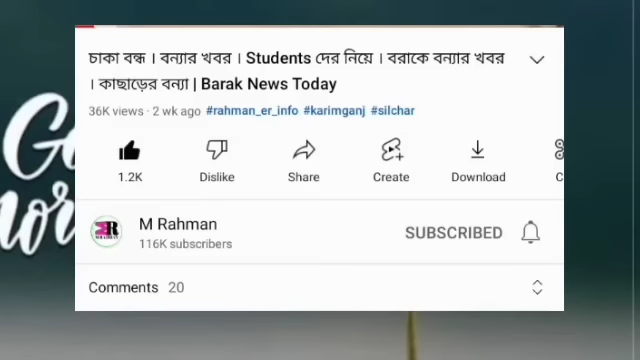 চাকা বন্ধ । বন্যার খবর । Students দের নিয়ে । বরাকে বন্যার খবর
। কাছাড়ের বন্যা | Barak News Today
36K views · 2 wk ago #rahman_er_info #karimganj #silchar
1.2K Dislike Share Create Download
M Rahman
116K subscribers
SUBSCRIBED
Comments 20